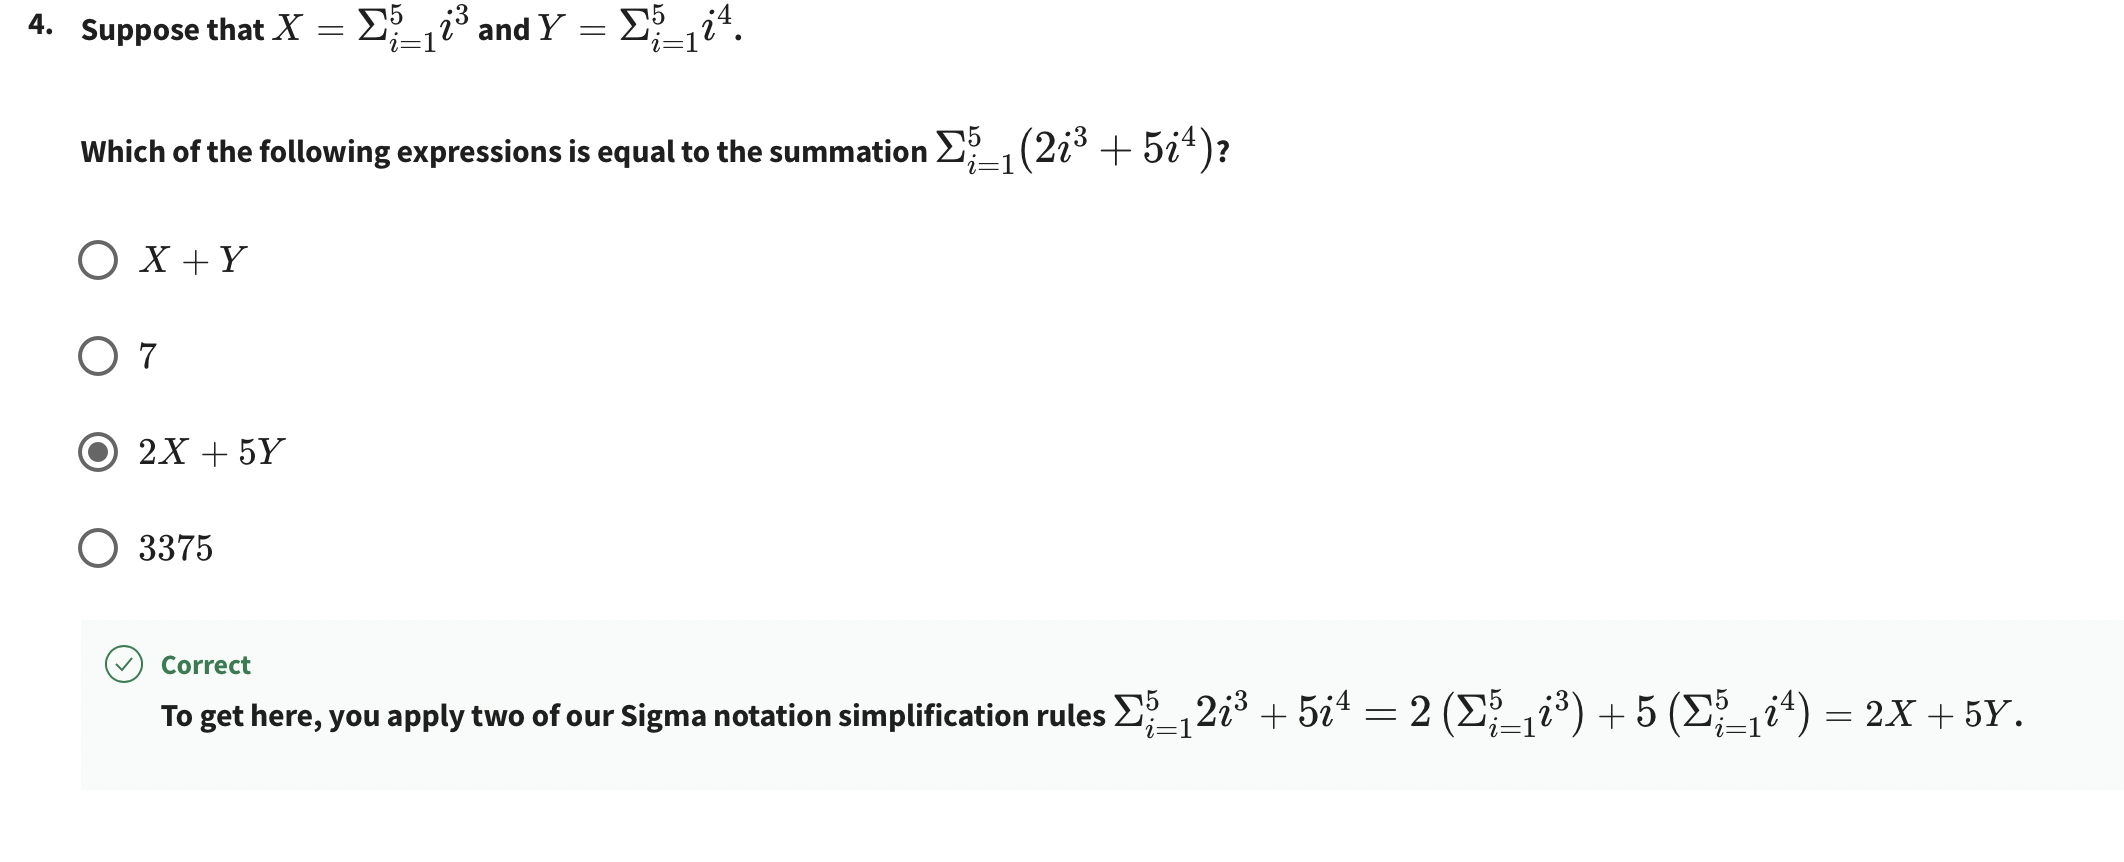 4. Suppose that $X = \Sigma_{i=1}^{5} i^3$ and $Y = \Sigma_{i=1}^{5} i^4$.
Which of the following expressions is equal to the summation $\Sigma_{i=1}^{5} (2i^3 + 5i^4)$?
$X + Y$
$7$
$2X + 5Y$
$3375$
Correct
To get here, you apply two of our Sigma notation simplification rules $\Sigma_{i=1}^{5} 2i^3 + 5i^4 = 2 \left(\Sigma_{i=1}^{5} i^3\right) + 5 \left(\Sigma_{i=1}^{5} i^4\right) = 2X + 5Y$.